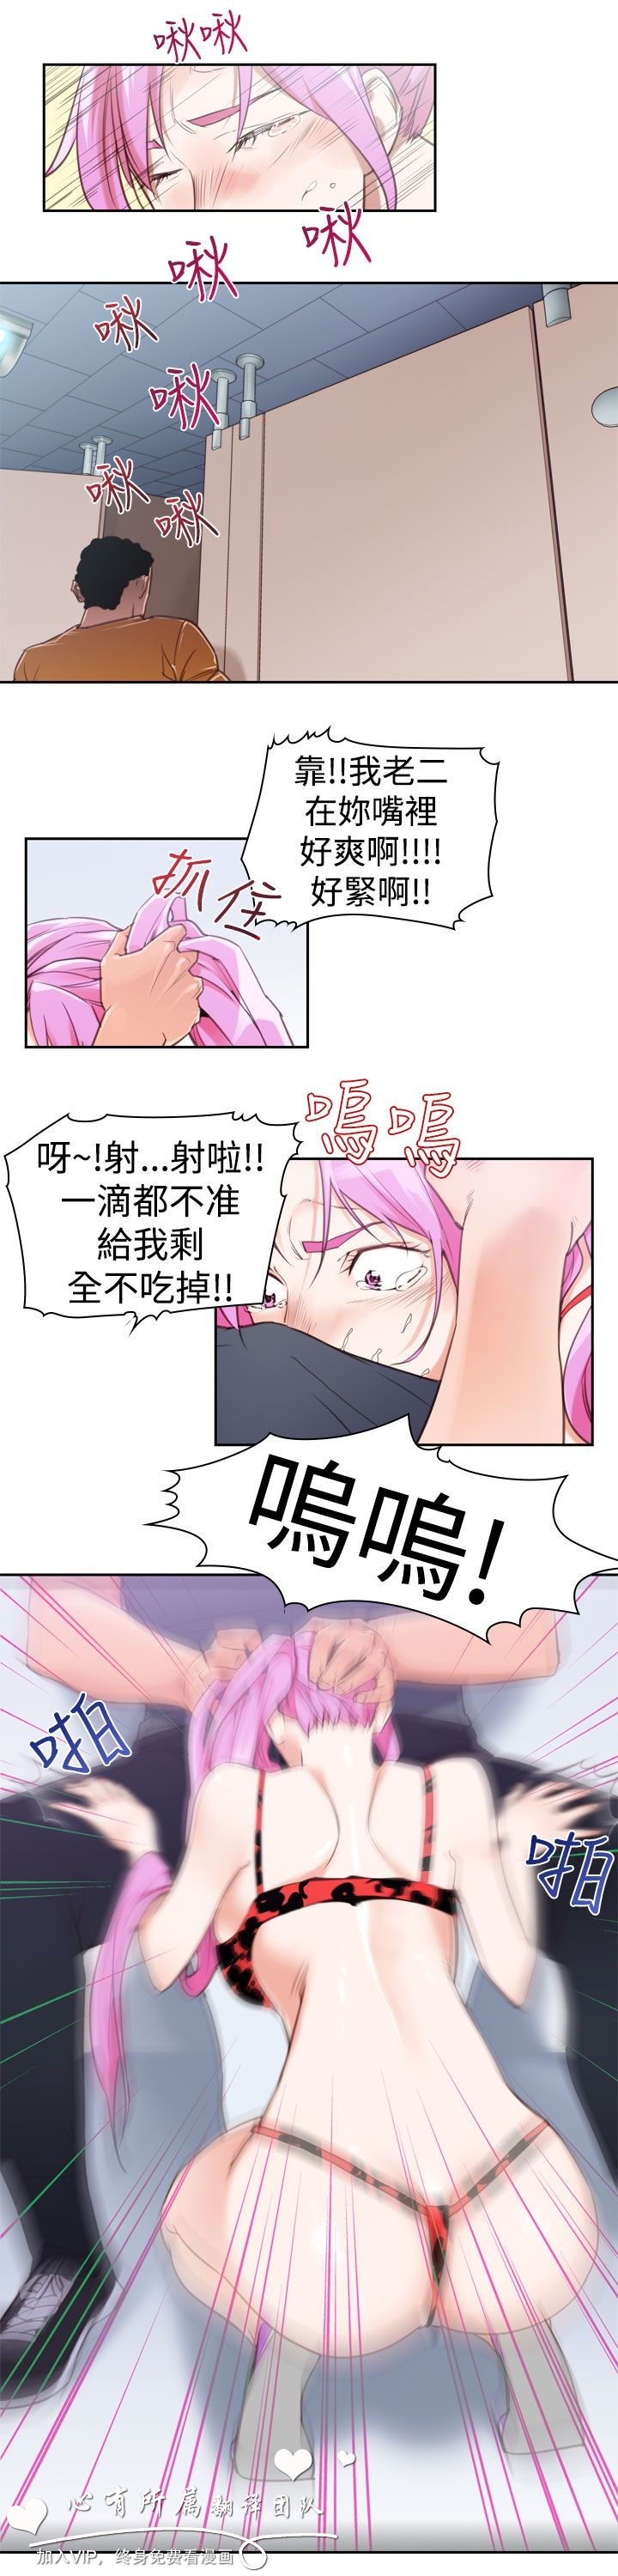 啾啾
啾
啾
啾
啾
啾
啾
靠!!我老二
在妳嘴裡
好爽啊!!!!
好緊啊!!
抓住
嗚嗚
呀~!射...射啦!!
一滴都不准
給我剩
全不吃掉!!
嗚嗚!
啪
啪
心有所属翻译团队
加入VIP，终身免费看漫画